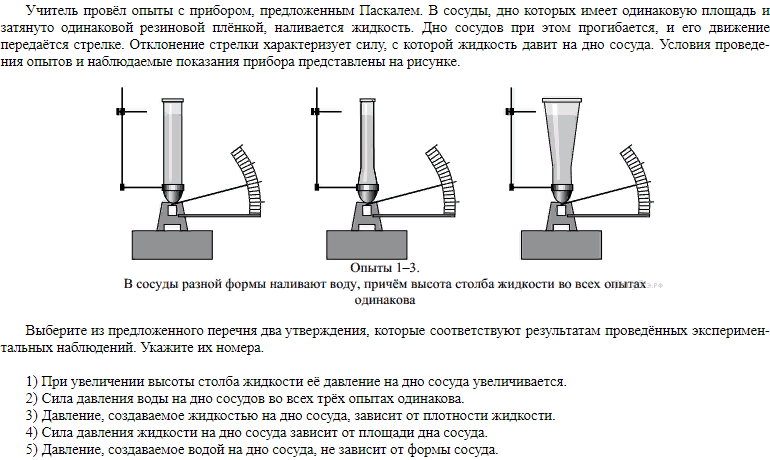 Учитель провёл опыты с прибором, предложенным Паскалем. В сосуды, дно которых имеет одинаковую площадь и
затянуто одинаковой резиновой плёнкой, наливается жидкость. Дно сосудов при этом прогибается, и его движение
передаётся стрелке. Отклонение стрелки характеризует силу, с которой жидкость давит на дно сосуда. Условия проведе-
ния опытов и наблюдаемые показания прибора представлены на рисунке.
Опыты 1–3.
В сосуды разной формы наливают воду, причём высота столба жидкости во всех опытах
одинакова
Выберите из предложенного перечня два утверждения, которые соответствуют результатам проведённых эксперимен-
тальных наблюдений. Укажите их номера.
1) При увеличении высоты столба жидкости её давление на дно сосуда увеличивается.
2) Сила давления воды на дно сосудов во всех трёх опытах одинакова.
3) Давление, создаваемое жидкостью на дно сосуда, зависит от плотности жидкости.
4) Сила давления жидкости на дно сосуда зависит от площади дна сосуда.
5) Давление, создаваемое водой на дно сосуда, не зависит от формы сосуда.